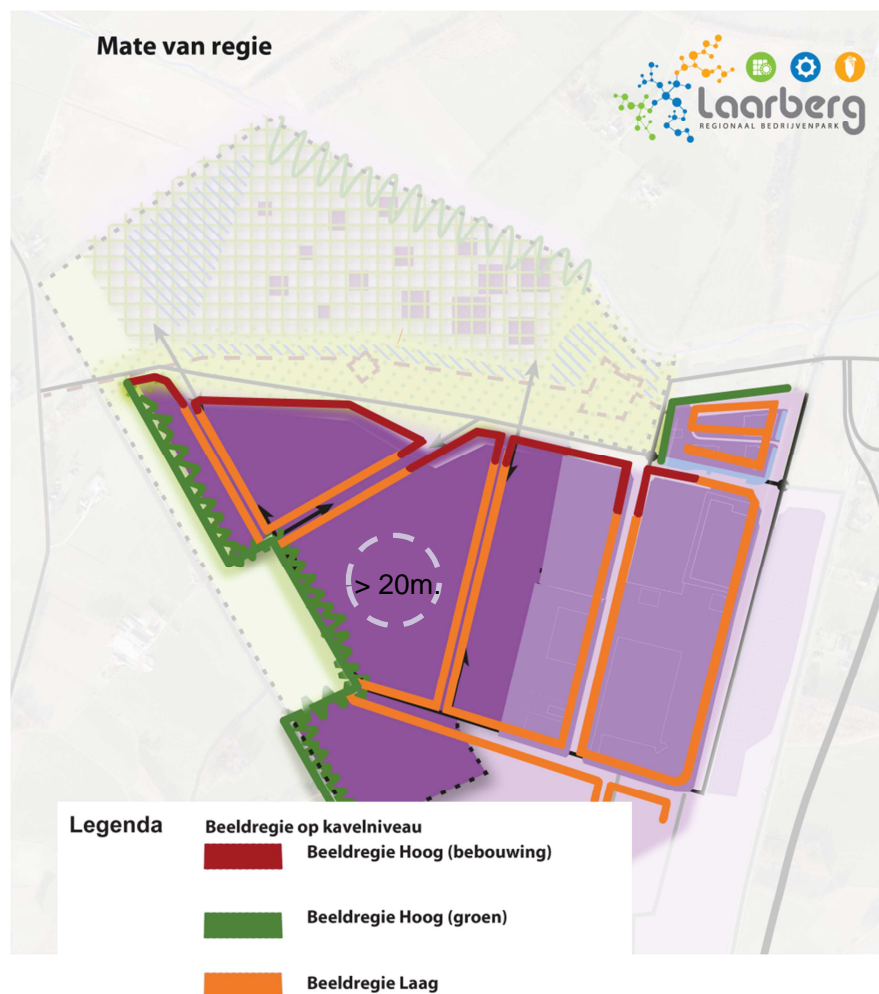 Mate van regie
Laarberg
REGIONAAL BEDRIJVENPARK
> 20m.
Legenda
Beeldregie op kavelniveau
Beeldregie Hoog (bebouwing)
Beeldregie Hoog (groen)
Beeldregie Laag